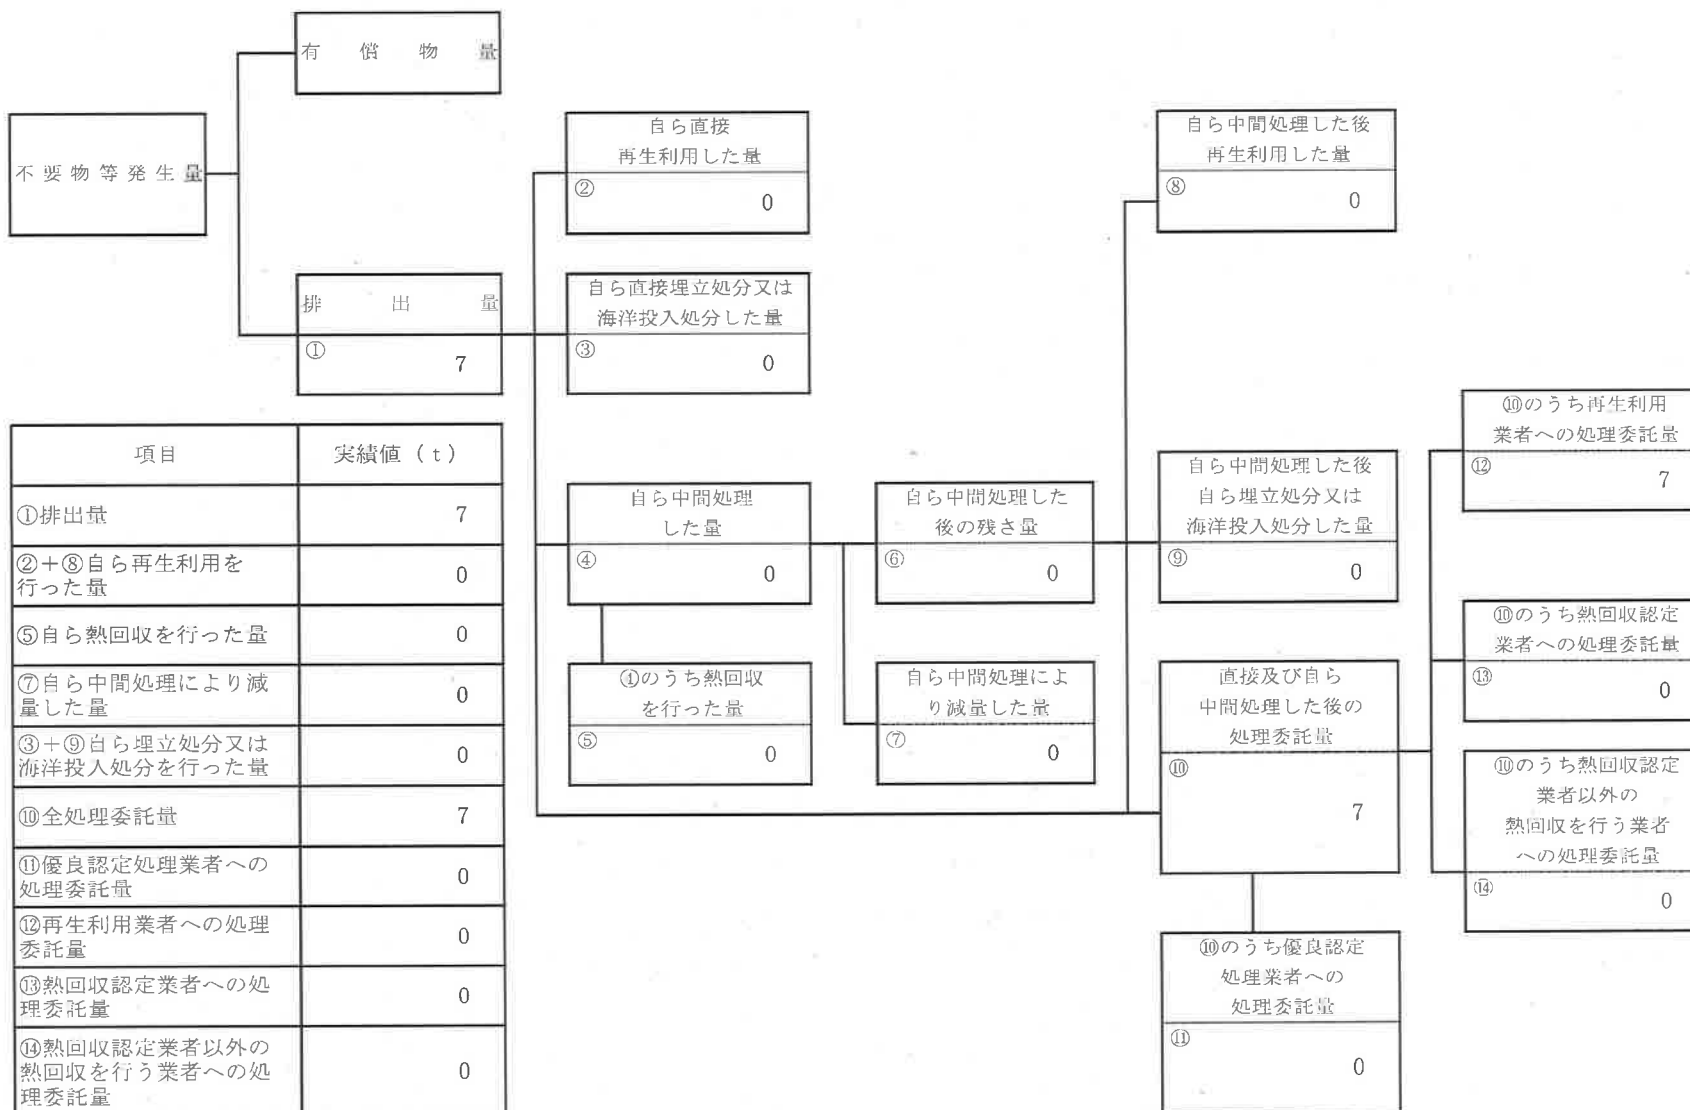 有償物量
不要物等発生量
排出量
①
7
自ら直接
再生利用した量
②
0
自ら直接埋立処分又は
海洋投入処分した量
③
0
自ら中間処理
した量
④
0
④のうち熱回収
を行った量
⑤
0
自ら中間処理した
後の残さ量
⑥
0
自ら中間処理によ
り減量した量
⑦
0
自ら中間処理した後
再生利用した量
⑧
0
自ら中間処理した後
自ら埋立処分又は
海洋投入処分した量
⑨
0
直接及び自ら
中間処理した後の
処理委託量
⑩
7
⑩のうち優良認定
処理業者への
処理委託量
⑪
0
⑩のうち再生利用
業者への処理委託量
⑫
7
⑩のうち熱回収認定
業者への処理委託量
⑬
0
⑩のうち熱回収認定
業者以外の
熱回収を行う業者
への処理委託量
⑭
0
項目 実績値（t）
①排出量 7
②＋⑧自ら再生利用を
行った量 0
⑤自ら熱回収を行った量 0
⑦自ら中間処理により減
量した量 0
③＋⑨自ら埋立処分又は
海洋投入処分を行った量 0
⑩全処理委託量 7
⑪優良認定処理業者への
処理委託量 0
⑫再生利用業者への処理
委託量 0
⑬熱回収認定業者への処
理委託量 0
⑭熱回収認定業者以外の
熱回収を行う業者への処
理委託量 0